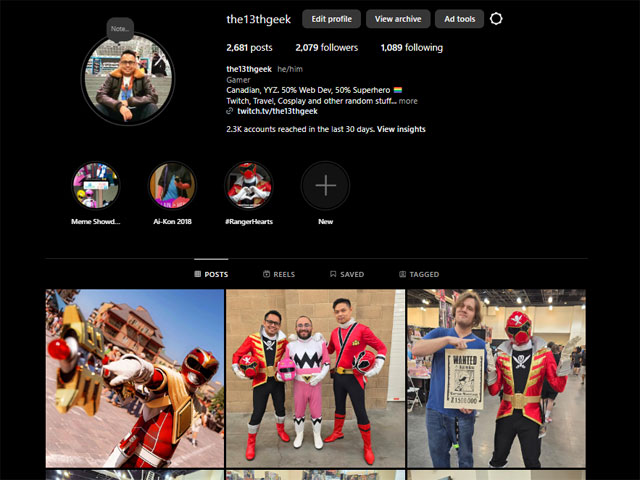 Note...
the13thgeek Edit profile View archive Ad tools
2,681 posts 2,079 followers 1,089 following
the13thgeek he/him
Gamer
Canadian, YYZ. 50% Web Dev, 50% Superhero 🏳️‍🌈
Twitch, Travel, Cosplay and other random stuff... more
twitch.tv/the13thgeek
2.3K accounts reached in the last 30 days. View insights
Meme Showd... Ai-Kon 2018 #RangerHearts New
POSTS REELS SAVED TAGGED
WANTED